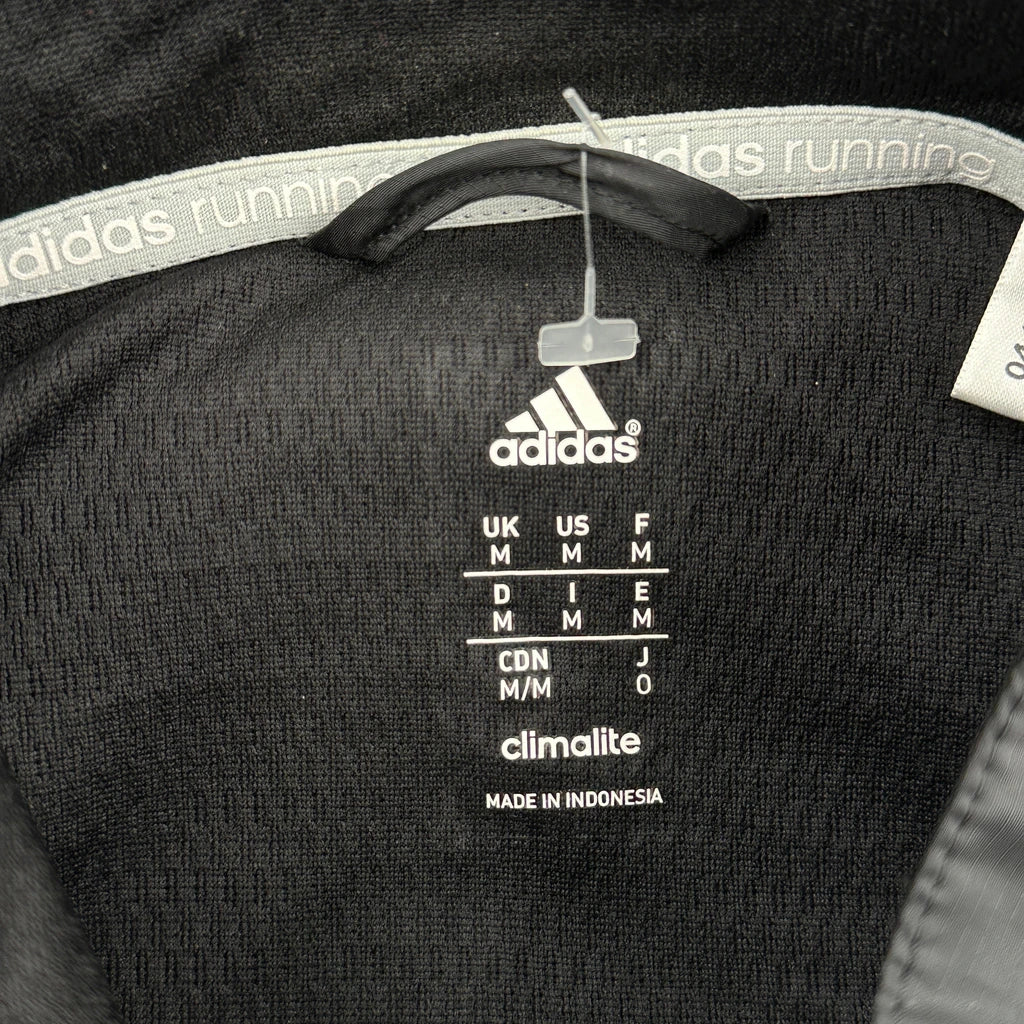 adidas running
adidas running
adidas®
UK US F
M M M
D I E
M M M
CDN J
M/M O
climalite
MADE IN INDONESIA